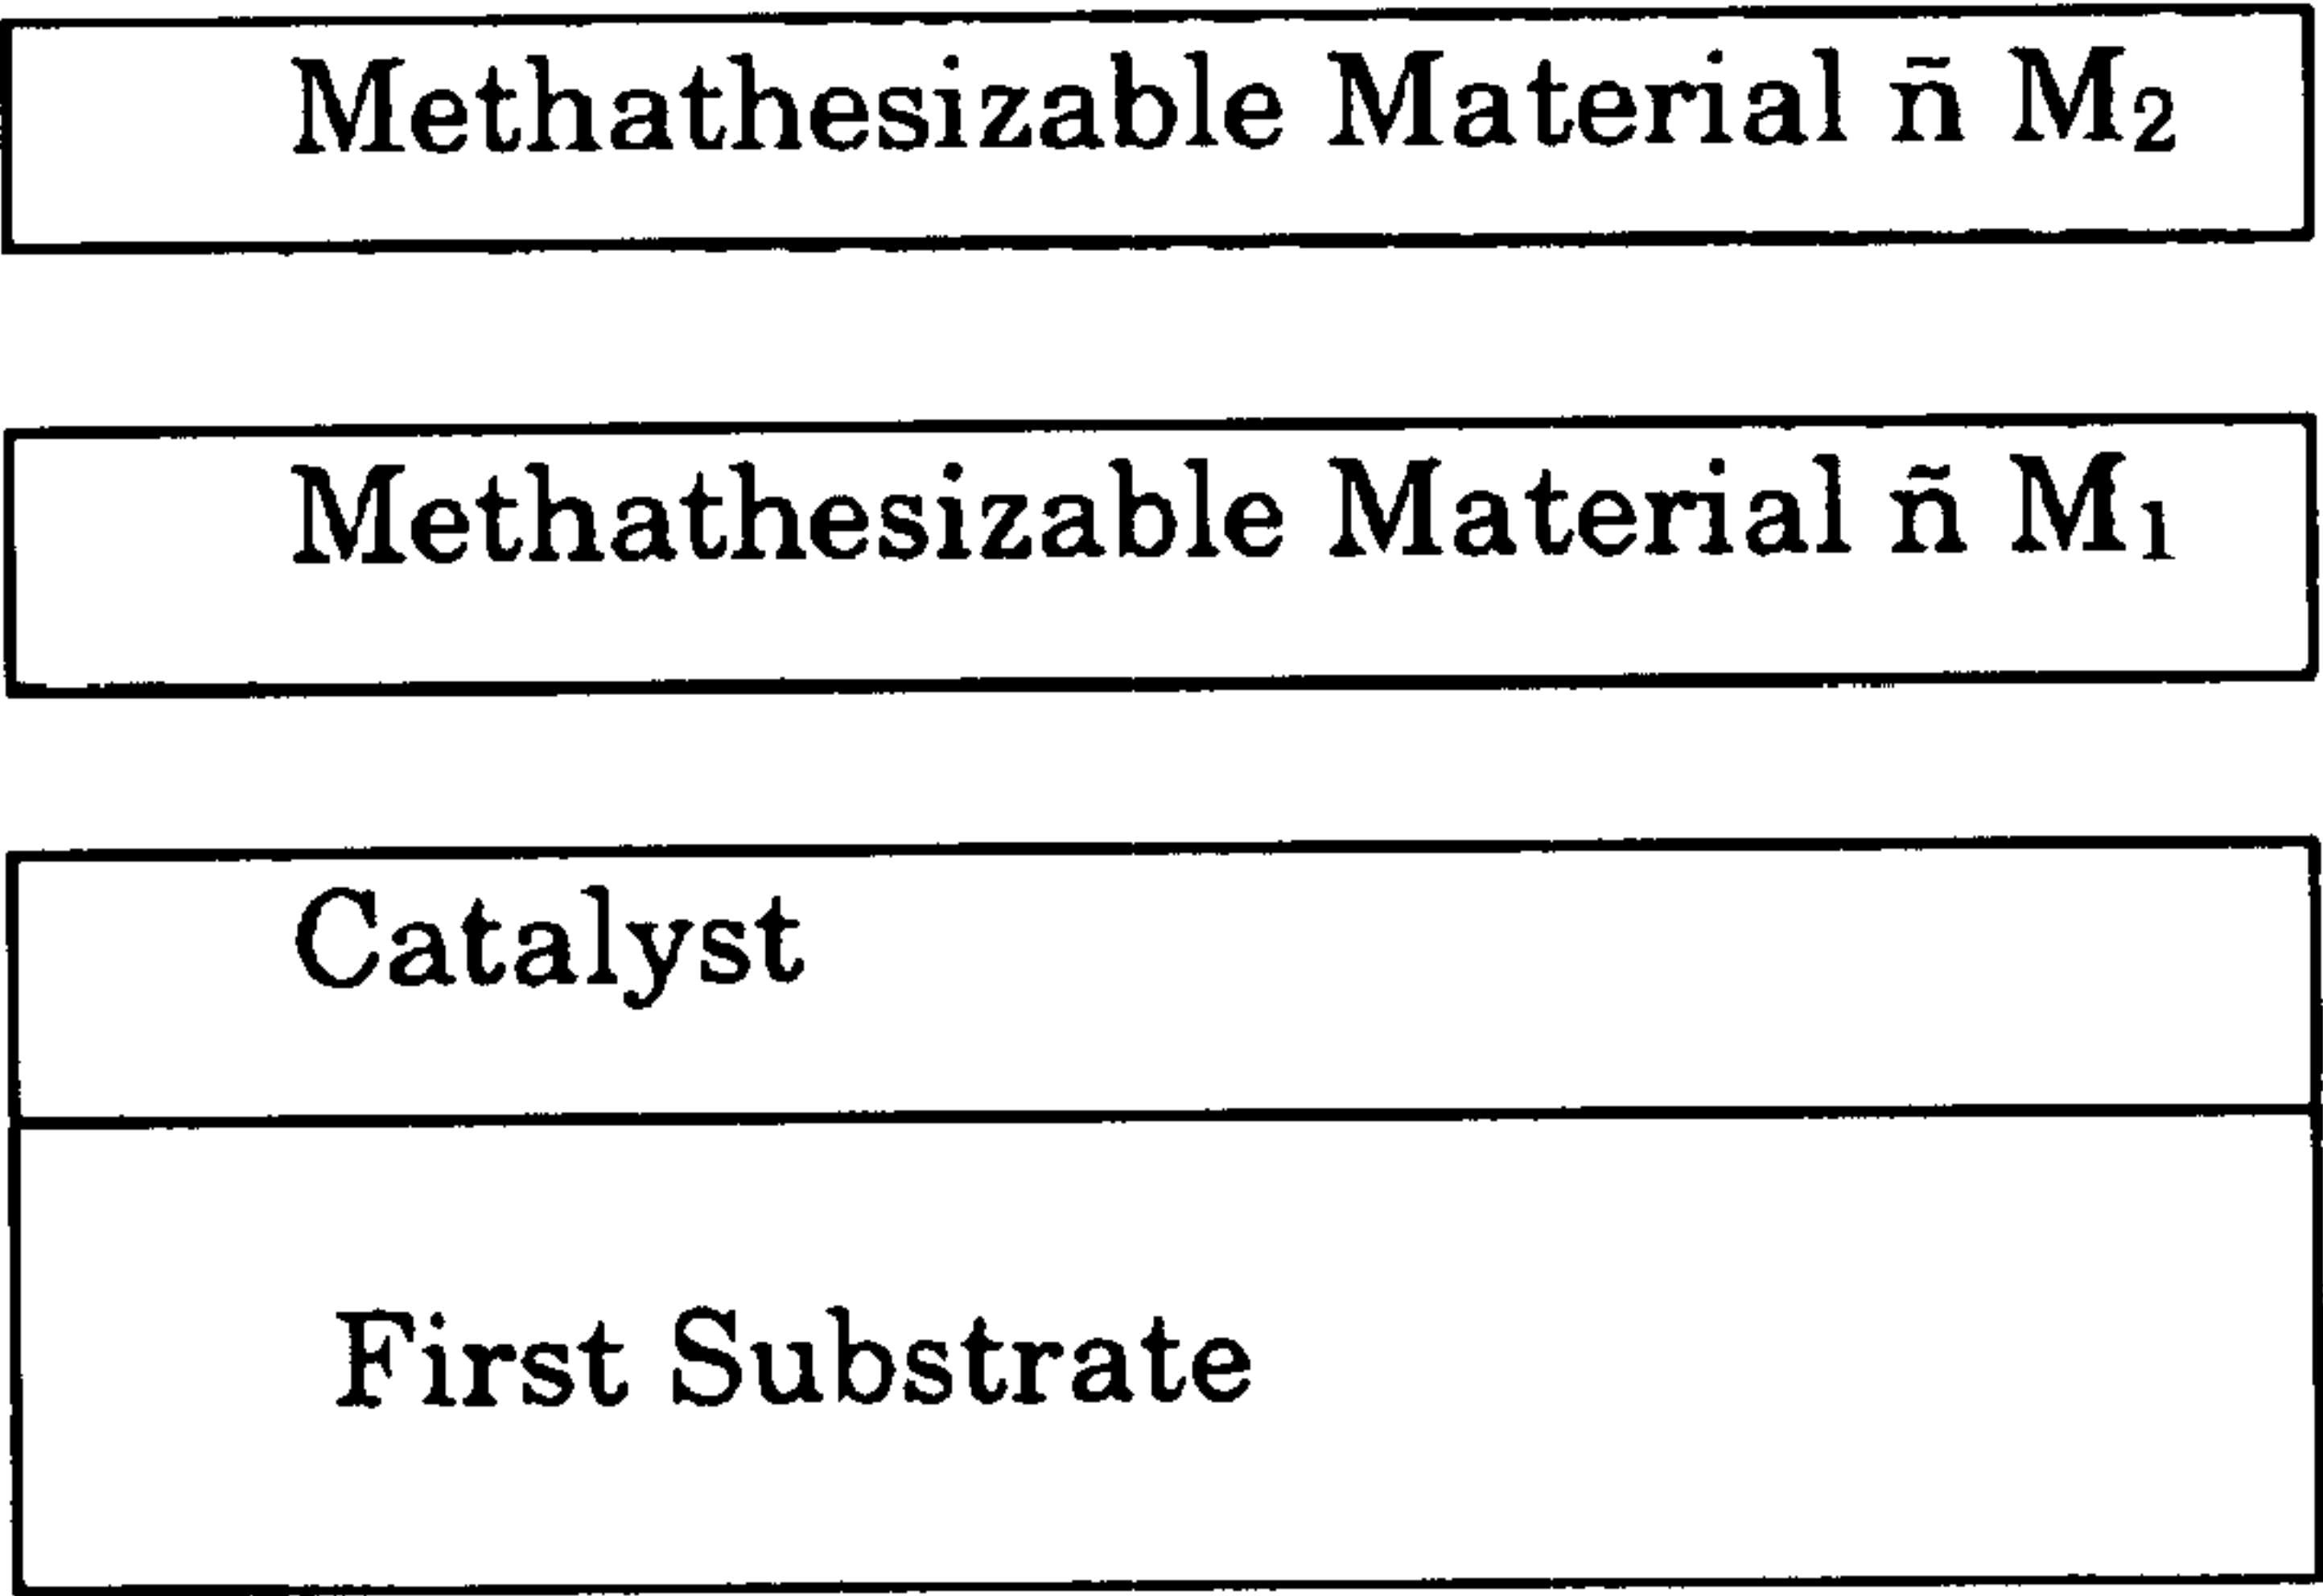 Methathesizable Material ñ M₂
Methathesizable Material ñ M₁
Catalyst
First Substrate